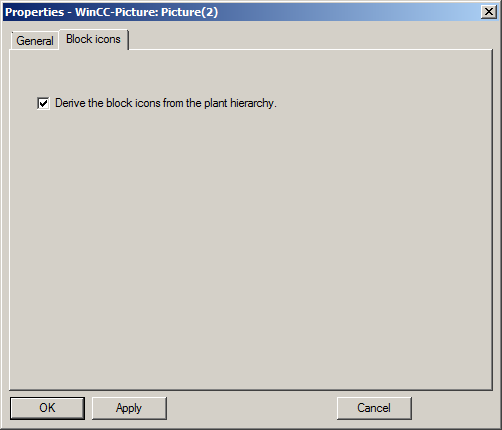 Properties - WinCC-Picture: Picture(2)
General Block icons
Derive the block icons from the plant hierarchy.
OK Apply Cancel